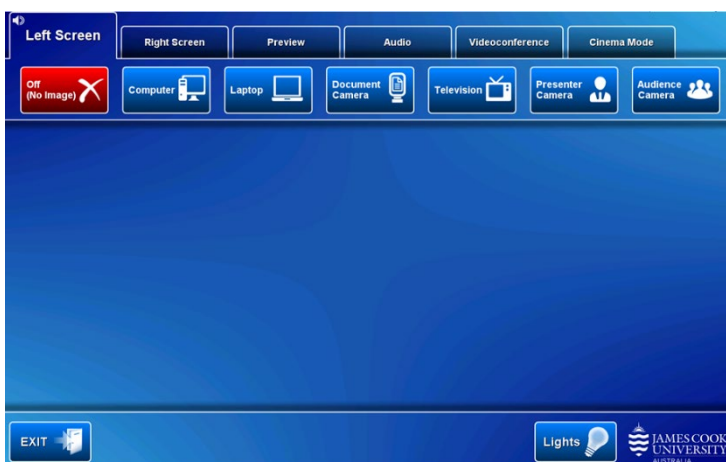 Left Screen
Right Screen
Preview
Audio
Videoconference
Cinema Mode
Off
(No Image)
Computer
Laptop
Document
Camera
Television
Presenter
Camera
Audience
Camera
EXIT
Lights
JAMES COOK
UNIVERSITY
AUSTRALIA